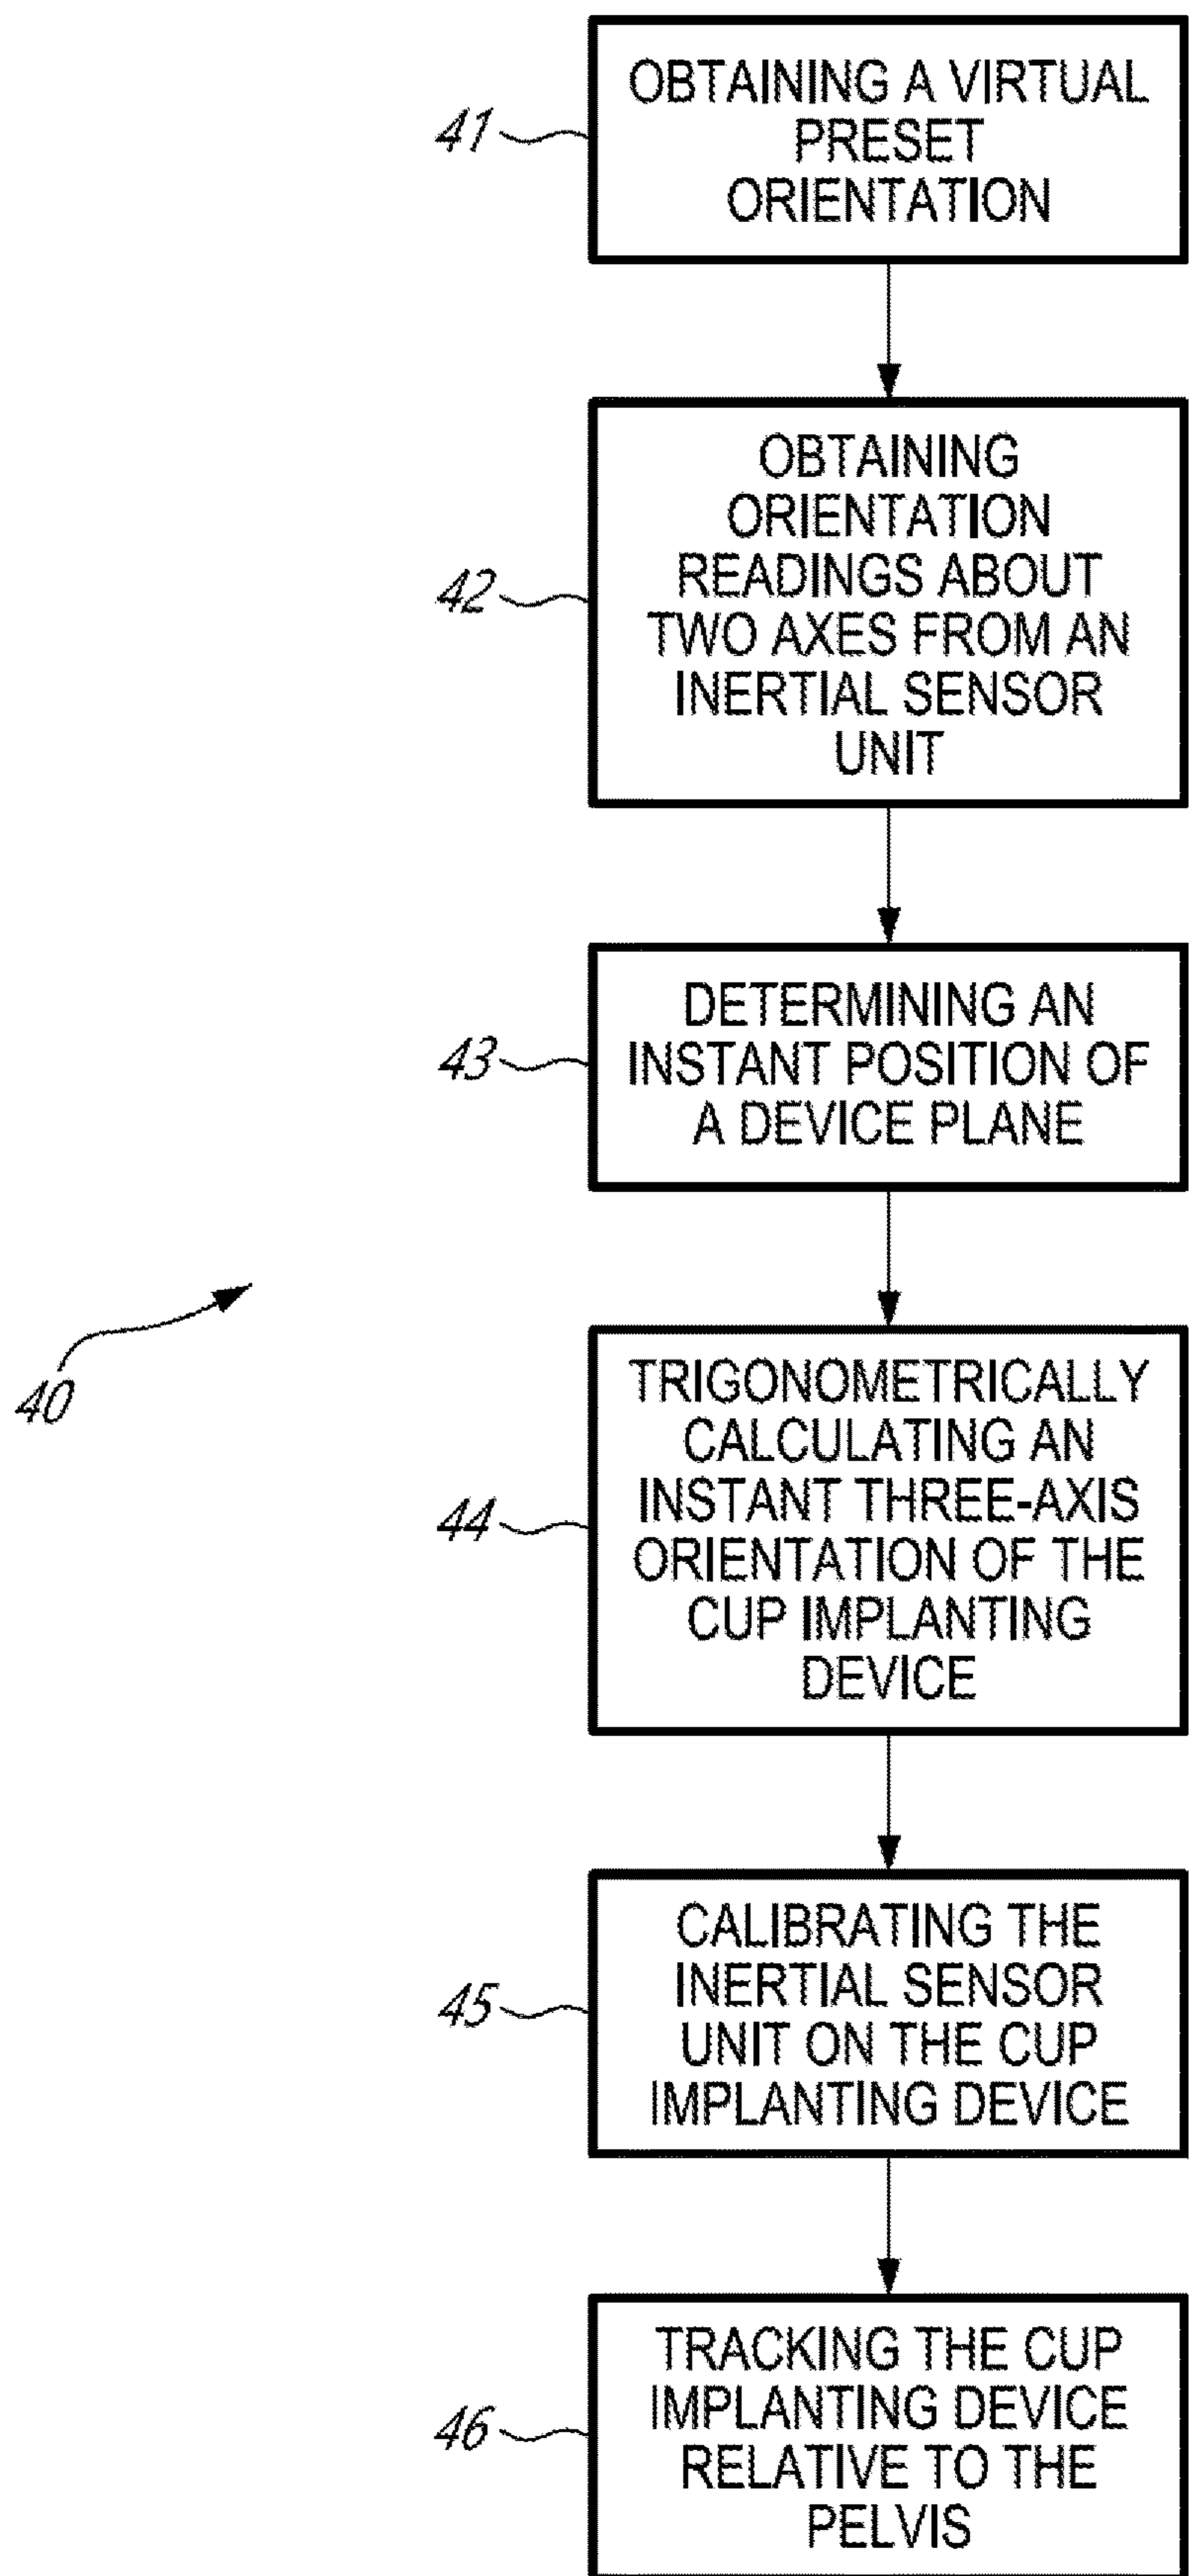 41
OBTAINING A VIRTUAL
PRESET
ORIENTATION
42
OBTAINING
ORIENTATION
READINGS ABOUT
TWO AXES FROM AN
INERTIAL SENSOR
UNIT
43
DETERMINING AN
INSTANT POSITION OF
A DEVICE PLANE
40
44
TRIGONOMETRICALLY
CALCULATING AN
INSTANT THREE-AXIS
ORIENTATION OF THE
CUP IMPLANTING
DEVICE
45
CALIBRATING THE
INERTIAL SENSOR
UNIT ON THE CUP
IMPLANTING DEVICE
46
TRACKING THE CUP
IMPLANTING DEVICE
RELATIVE TO THE
PELVIS